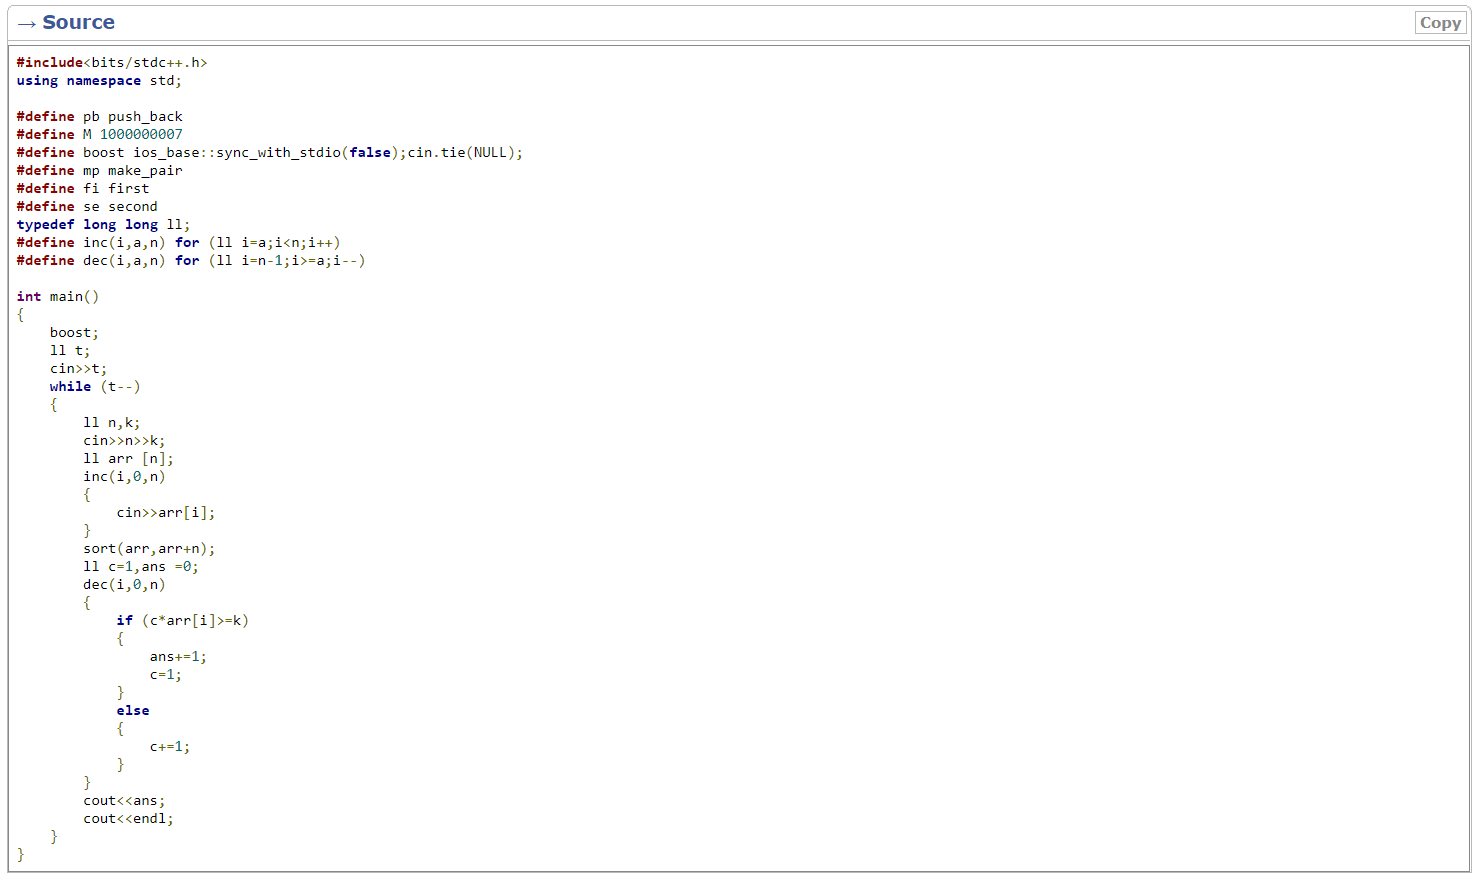 → Source
Copy
#include<bits/stdc++.h>
using namespace std;
#define pb push_back
#define M 1000000007
#define boost ios_base::sync_with_stdio(false);cin.tie(NULL);
#define mp make_pair
#define fi first
#define se second
typedef long long ll;
#define inc(i,a,n) for (ll i=a;i<n;i++)
#define dec(i,a,n) for (ll i=n-1;i>=a;i--)
int main()
{
    boost;
    ll t;
    cin>>t;
    while (t--)
    {
        ll n,k;
        cin>>n>>k;
        ll arr [n];
        inc(i,0,n)
        {
            cin>>arr[i];
        }
        sort(arr,arr+n);
        ll c=1,ans =0;
        dec(i,0,n)
        {
            if (c*arr[i]>=k)
            {
                ans+=1;
                c=1;
            }
            else
            {
                c+=1;
            }
        }
        cout<<ans;
        cout<<endl;
    }
}